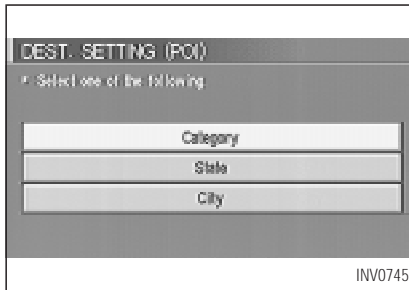 DEST. SETTING (POI)
Select one of the following.
Category
State
City
INV0745